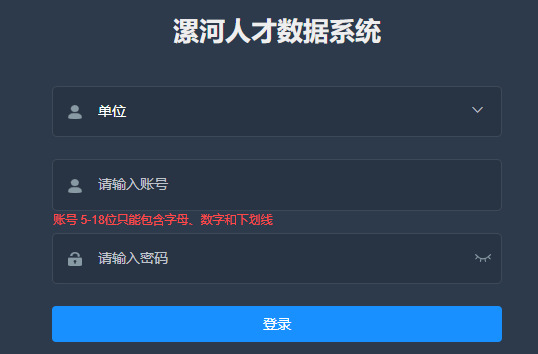 漯河人才数据系统
单位
请输入账号
账号 5-18位只能包含字母、数字和下划线
请输入密码
登录